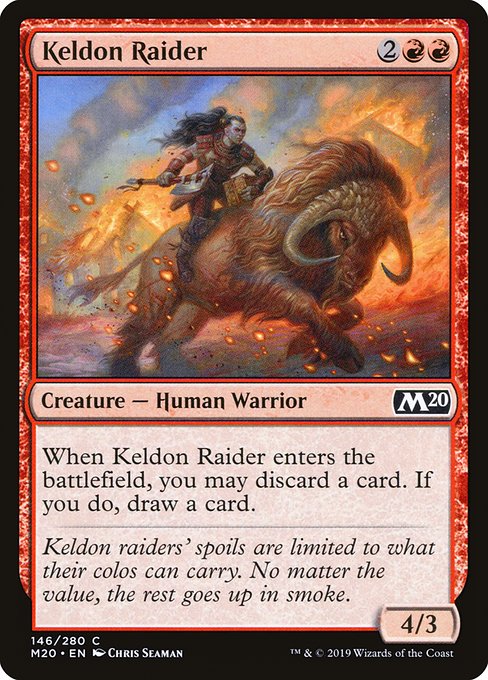 Keldon Raider 2
Creature — Human Warrior M20
When Keldon Raider enters the
battlefield, you may discard a card. If
you do, draw a card.
Keldon raiders' spoils are limited to what
their colos can carry. No matter the
value, the rest goes up in smoke.
4/3
146/280 C
M20 • EN Chris Seaman ™ & © 2019 Wizards of the Coast